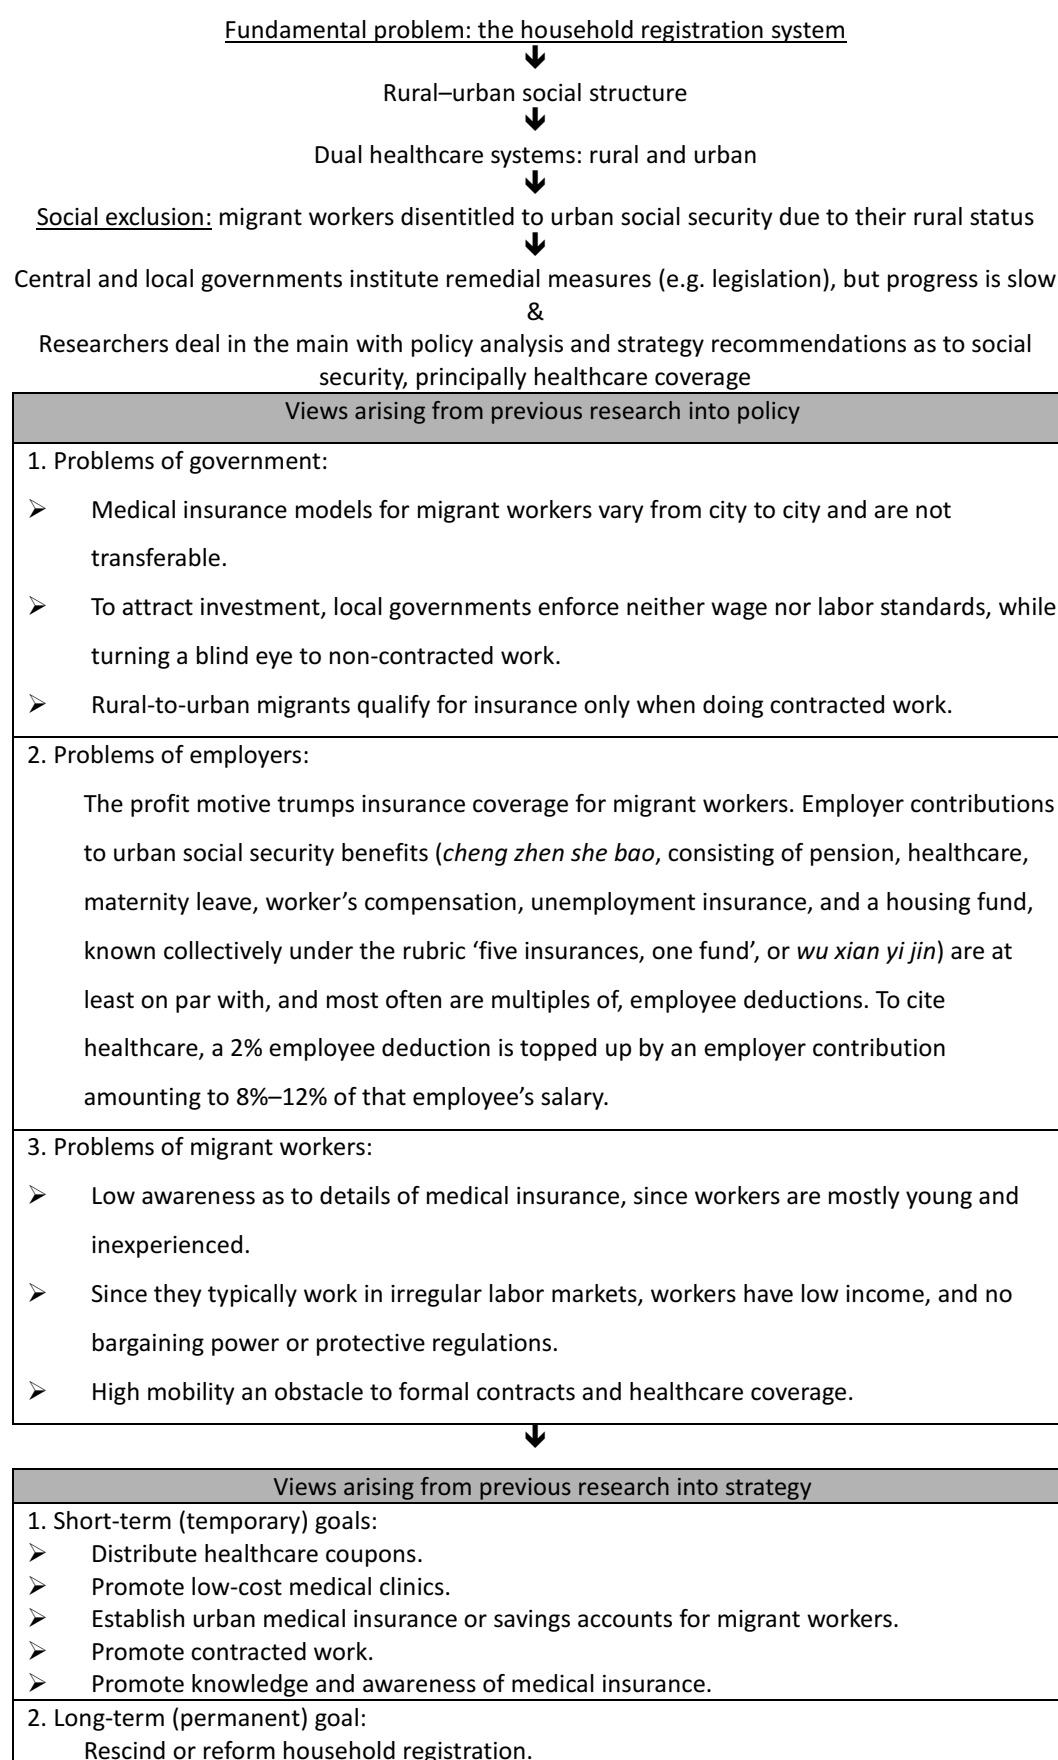 Fundamental problem: the household registration system
🡻
Rural–urban social structure
🡻
Dual healthcare systems: rural and urban
🡻
Social exclusion: migrant workers disentitled to urban social security due to their rural status
🡻
Central and local governments institute remedial measures (e.g. legislation), but progress is slow
&
Researchers deal in the main with policy analysis and strategy recommendations as to social
security, principally healthcare coverage
Views arising from previous research into policy
1. Problems of government:
➢ Medical insurance models for migrant workers vary from city to city and are not
transferable.
➢ To attract investment, local governments enforce neither wage nor labor standards, while
turning a blind eye to non-contracted work.
➢ Rural-to-urban migrants qualify for insurance only when doing contracted work.
2. Problems of employers:
The profit motive trumps insurance coverage for migrant workers. Employer contributions
to urban social security benefits (cheng zhen she bao, consisting of pension, healthcare,
maternity leave, worker’s compensation, unemployment insurance, and a housing fund,
known collectively under the rubric ‘five insurances, one fund’, or wu xian yi jin) are at
least on par with, and most often are multiples of, employee deductions. To cite
healthcare, a 2% employee deduction is topped up by an employer contribution
amounting to 8%–12% of that employee’s salary.
3. Problems of migrant workers:
➢ Low awareness as to details of medical insurance, since workers are mostly young and
inexperienced.
➢ Since they typically work in irregular labor markets, workers have low income, and no
bargaining power or protective regulations.
➢ High mobility an obstacle to formal contracts and healthcare coverage.
🡻
Views arising from previous research into strategy
1. Short-term (temporary) goals:
➢ Distribute healthcare coupons.
➢ Promote low-cost medical clinics.
➢ Establish urban medical insurance or savings accounts for migrant workers.
➢ Promote contracted work.
➢ Promote knowledge and awareness of medical insurance.
2. Long-term (permanent) goal:
Rescind or reform household registration.